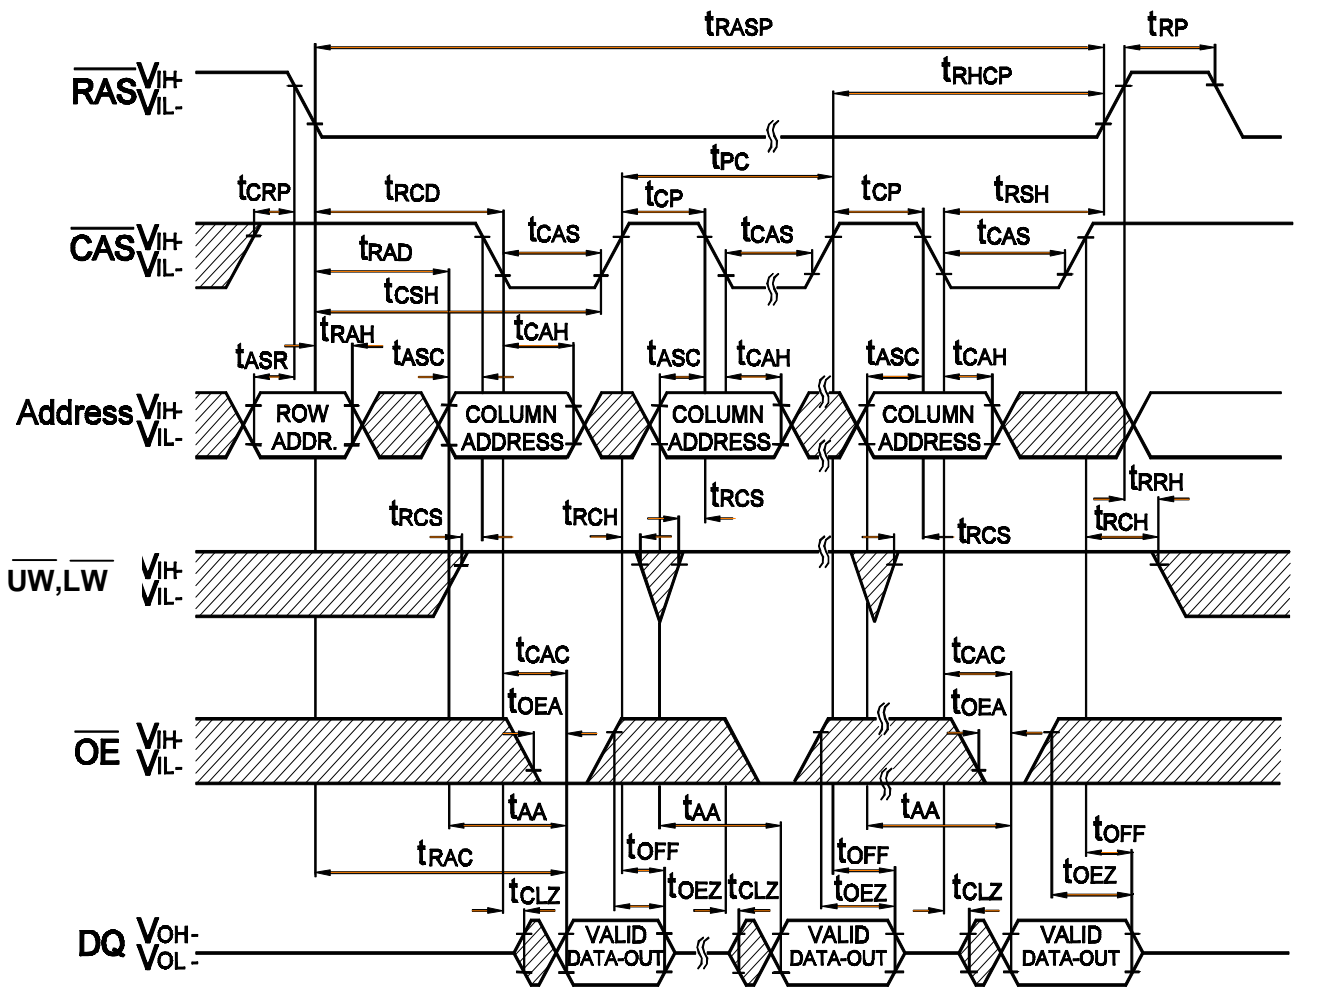 tRASP
tRP
RAS VIH- VIL-
tRHCP
tPC
tCRP tRCD tCP tCP tRSH
CAS VIH- VIL-
tCAS tCAS tCAS
tRAD
tCSH
tRAH tCAH
tASR tASC tASC tCAH tASC tCAH
Address VIH- VIL-
ROW ADDR.
COLUMN ADDRESS
COLUMN ADDRESS
COLUMN ADDRESS
tRRH
tRCS tRCH tRCS tRCS tRCH
UW,LW VIH- VIL-
tCAC tCAC
tOEA tOEA
OE VIH- VIL-
tAA tAA tAA
tRAC tOFF tOFF tOFF
tCLZ tOEZ tCLZ tOEZ tCLZ tOEZ
DQ VOH- VOL-
VALID DATA-OUT
VALID DATA-OUT
VALID DATA-OUT